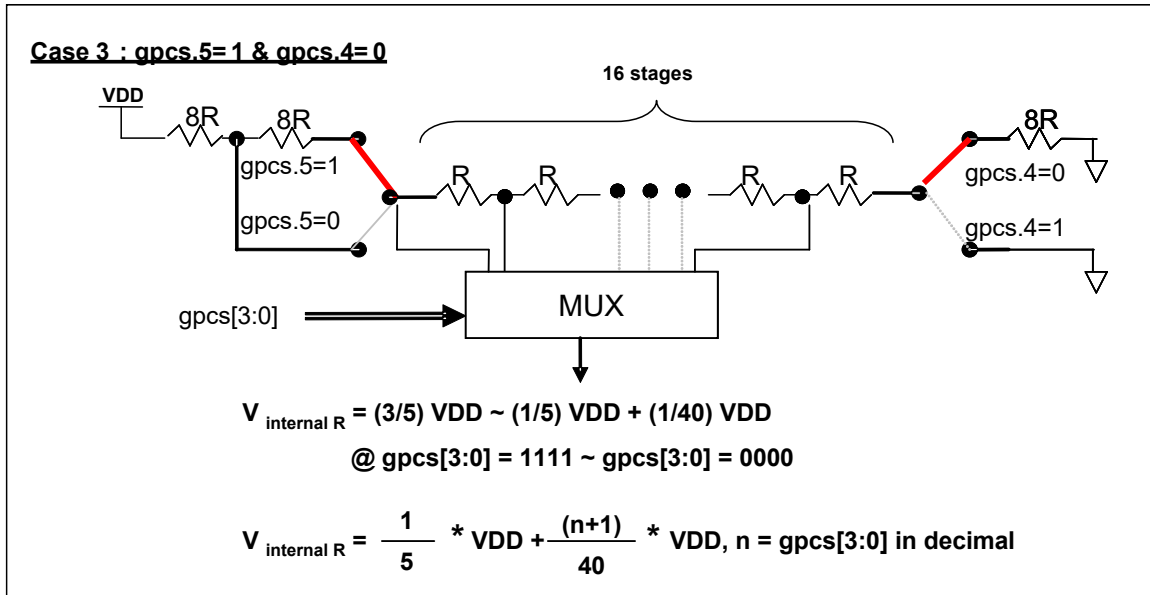 Case 3 : gpcs.5= 1 & gpcs.4= 0
16 stages
VDD
8R 8R 8R
gpcs.5=1
gpcs.4=0
R R R R
gpcs.5=0
gpcs.4=1
MUX
gpcs[3:0]
V internal R = (3/5) VDD ~ (1/5) VDD + (1/40) VDD
@ gpcs[3:0] = 1111 ~ gpcs[3:0] = 0000
V internal R = 1/5 * VDD + (n+1)/40 * VDD, n = gpcs[3:0] in decimal